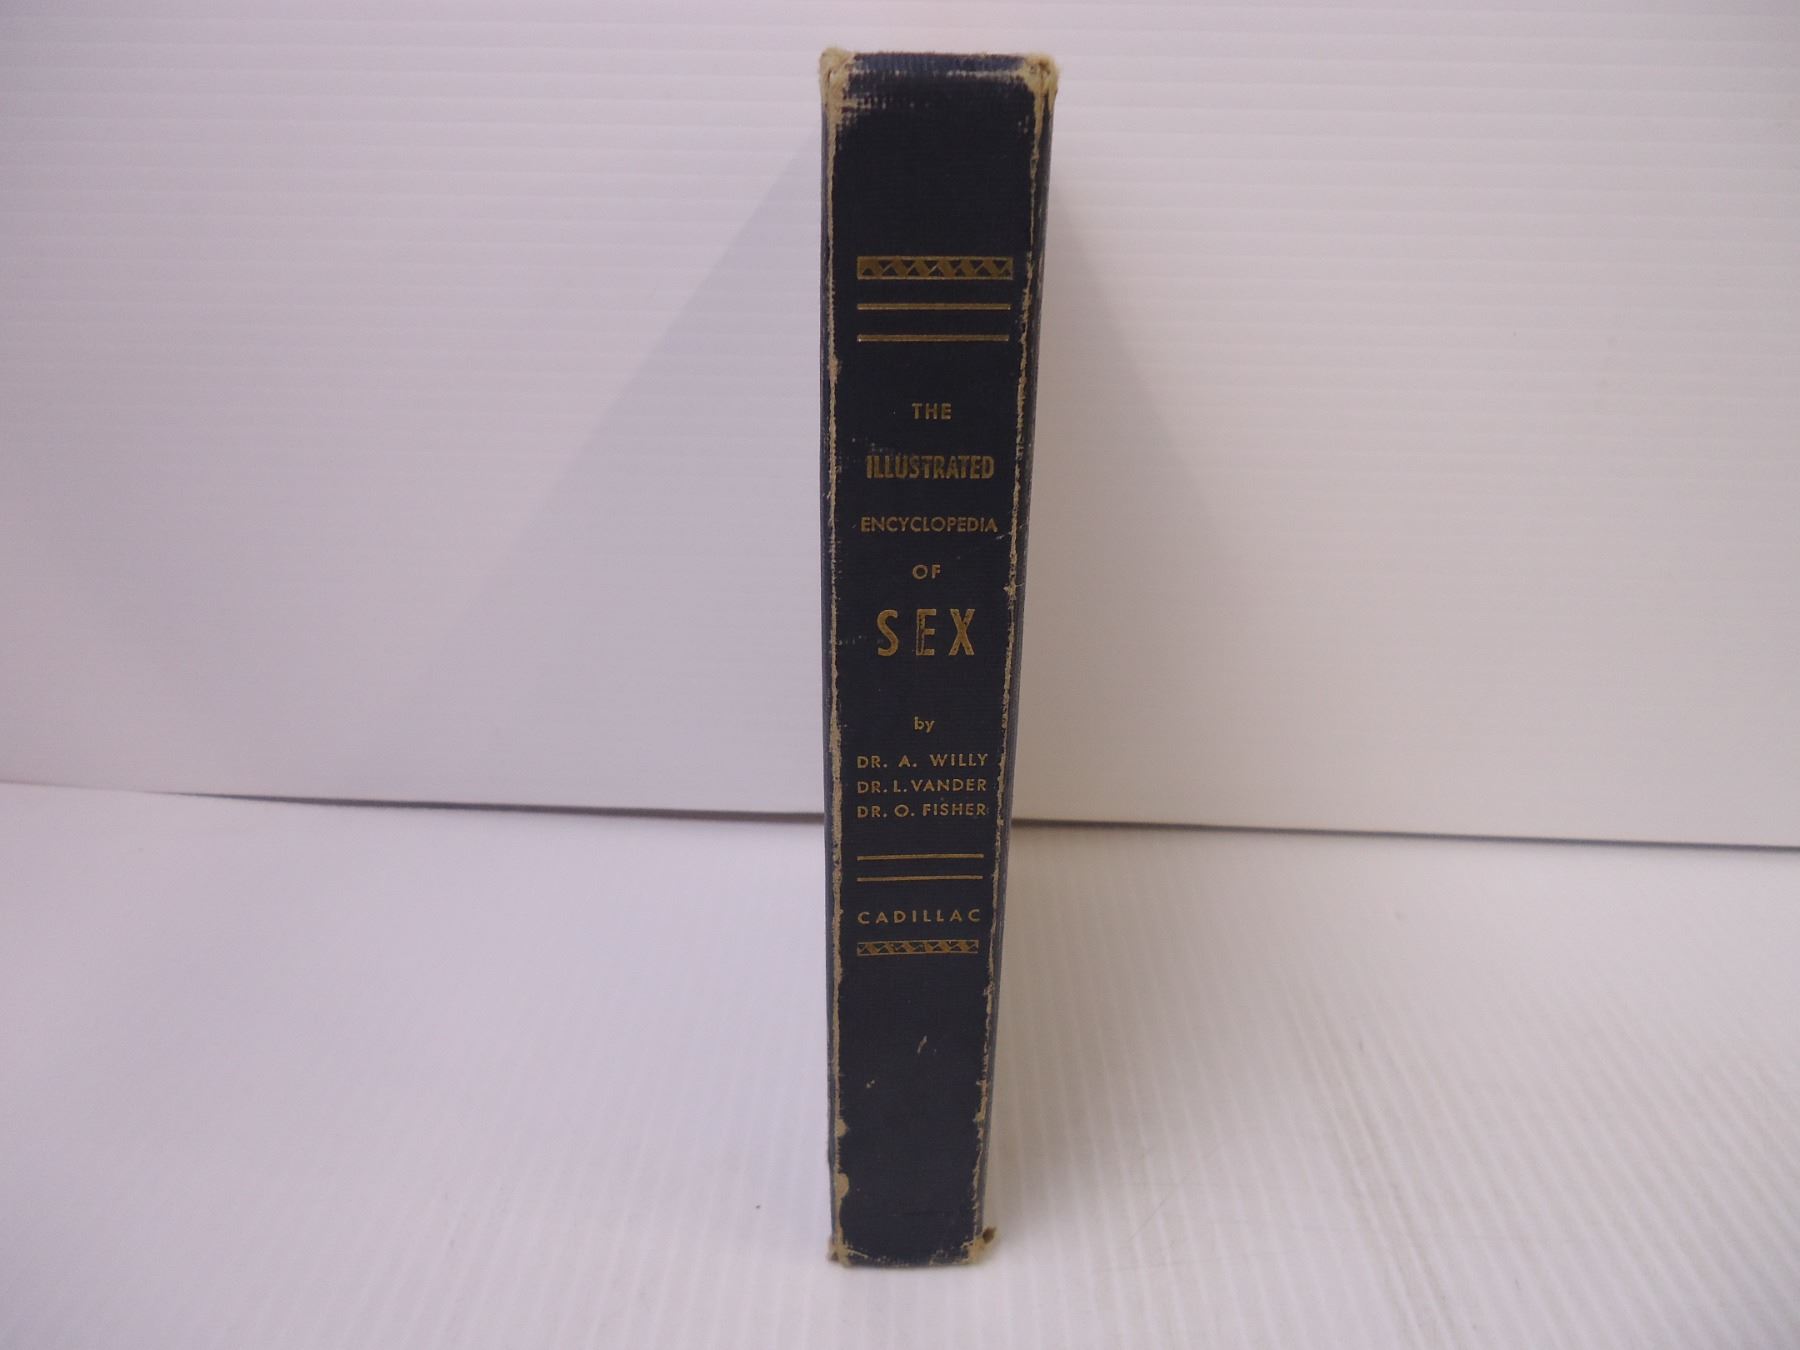 THE
ILLUSTRATED
ENCYCLOPEDIA
OF
SEX
by
DR. A. WILLY
DR. L. VANDER
DR. O. FISHER
CADILLAC